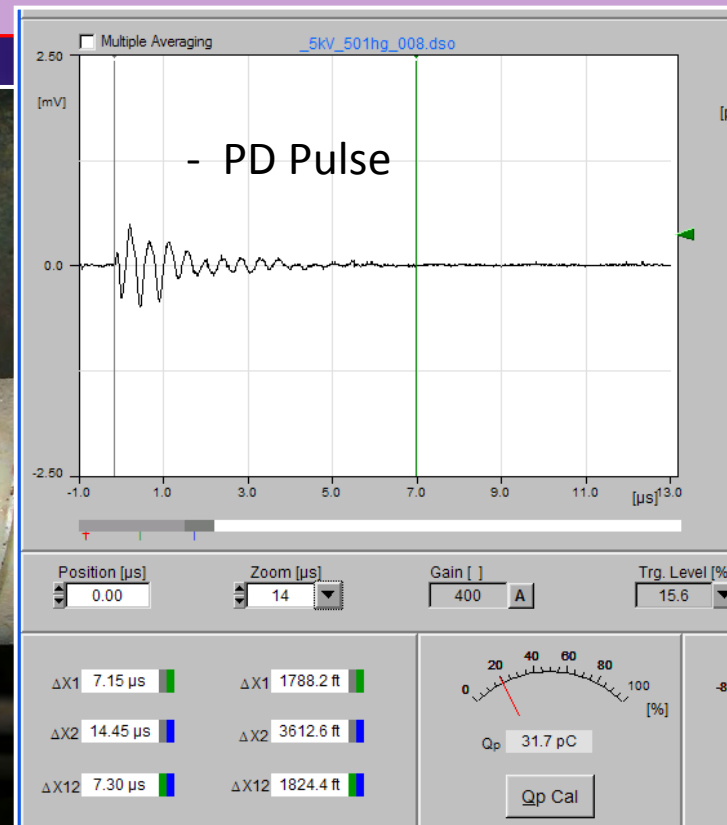 Multiple Averaging
_5kV_501hg_008.dso
2.50
[mV]
- PD Pulse
0.0
-2.50
-1.0 1.0 3.0 5.0 7.0 9.0 11.0 [µs] 13.0
Position [µs] Zoom [µs] Gain [ ] Trg. Level [%
0.00 14 400 A 15.6
ΔX1 7.15 µs ΔX1 1788.2 ft
ΔX2 14.45 µs ΔX2 3612.6 ft
ΔX12 7.30 µs ΔX12 1824.4 ft
0 20 40 60 80 100
[%]
Qp 31.7 pC
Qp Cal
-8